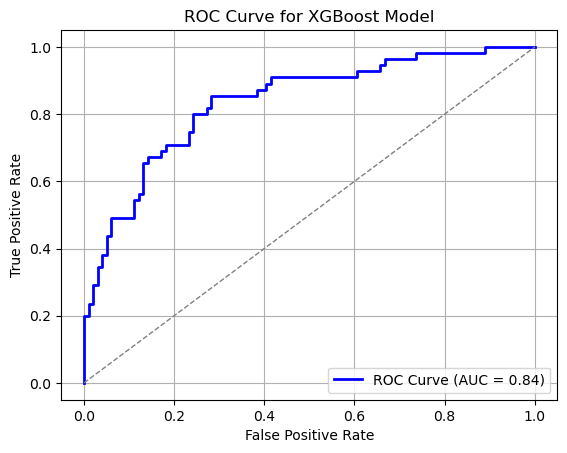 ROC Curve for XGBoost Model
True Positive Rate
1.0
0.8
0.6
0.4
0.2
0.0
ROC Curve (AUC = 0.84)
0.0 0.2 0.4 0.6 0.8 1.0
False Positive Rate